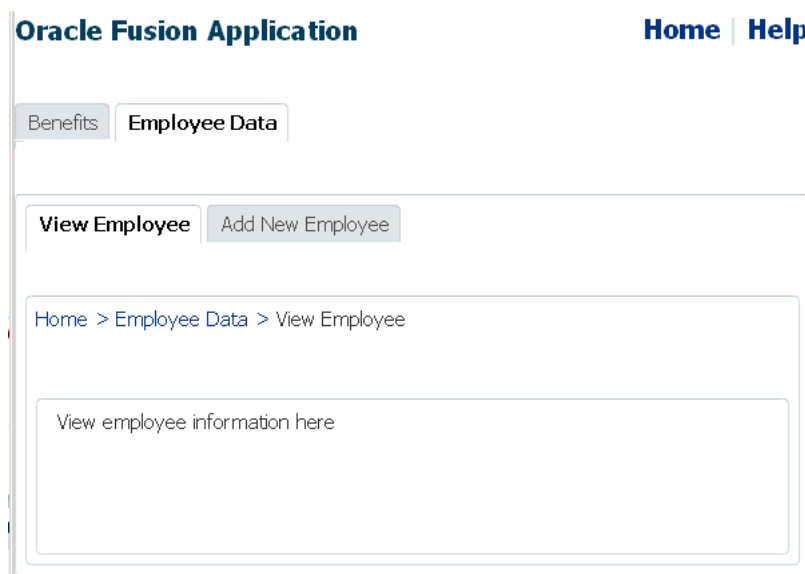 Oracle Fusion Application Home Help
Benefits Employee Data
View Employee Add New Employee
Home > Employee Data > View Employee
View employee information here